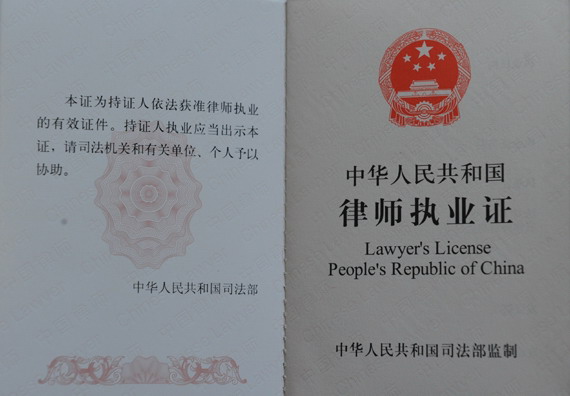 本证为持证人依法获准律师执业
的有效证件。持证人执业应当出示本
证，请司法机关和有关单位、个人予以
协助。
中华人民共和国司法部
中华人民共和国
律师执业证
Lawyer's License
People's Republic of China
中华人民共和国司法部监制